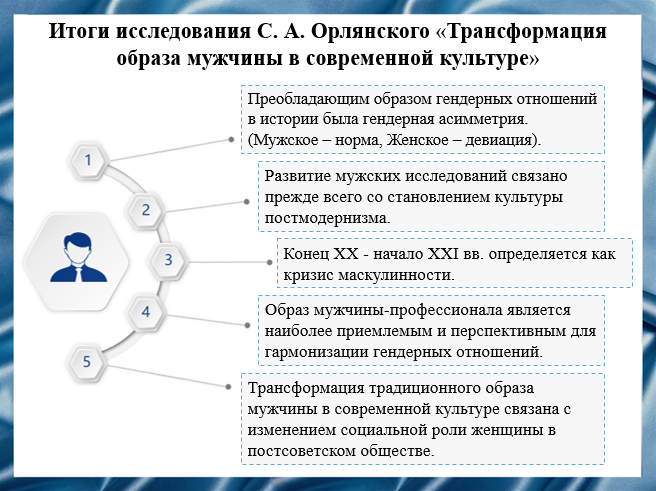 Итоги исследования С. А. Орлянского «Трансформация
образа мужчины в современной культуре»
1
Преобладающим образом гендерных отношений
в истории была гендерная асимметрия.
(Мужское – норма, Женское – девиация).
2
Развитие мужских исследований связано
прежде всего со становлением культуры
постмодернизма.
3
Конец XX - начало XXI вв. определяется как
кризис маскулинности.
4
Образ мужчины-профессионала является
наиболее приемлемым и перспективным для
гармонизации гендерных отношений.
5
Трансформация традиционного образа
мужчины в современной культуре связана с
изменением социальной роли женщины в
постсоветском обществе.